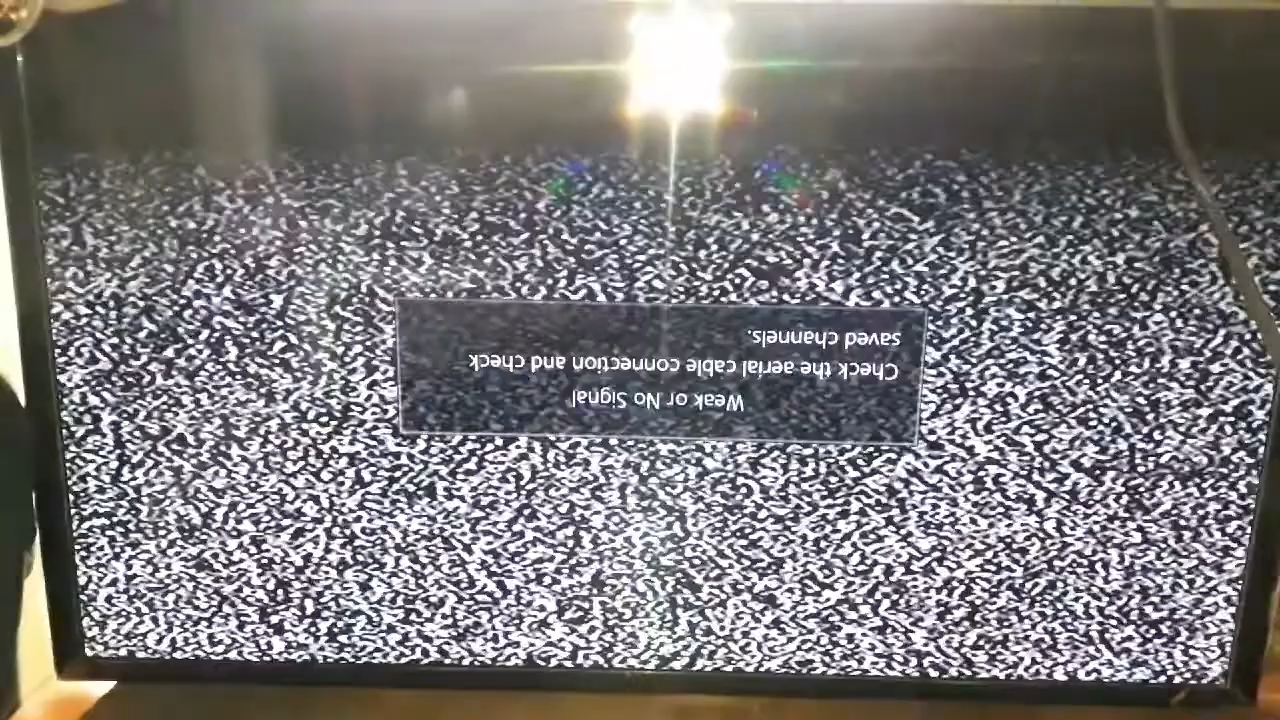 Weak or No Signal
Check the aerial cable connection and check
saved channels.